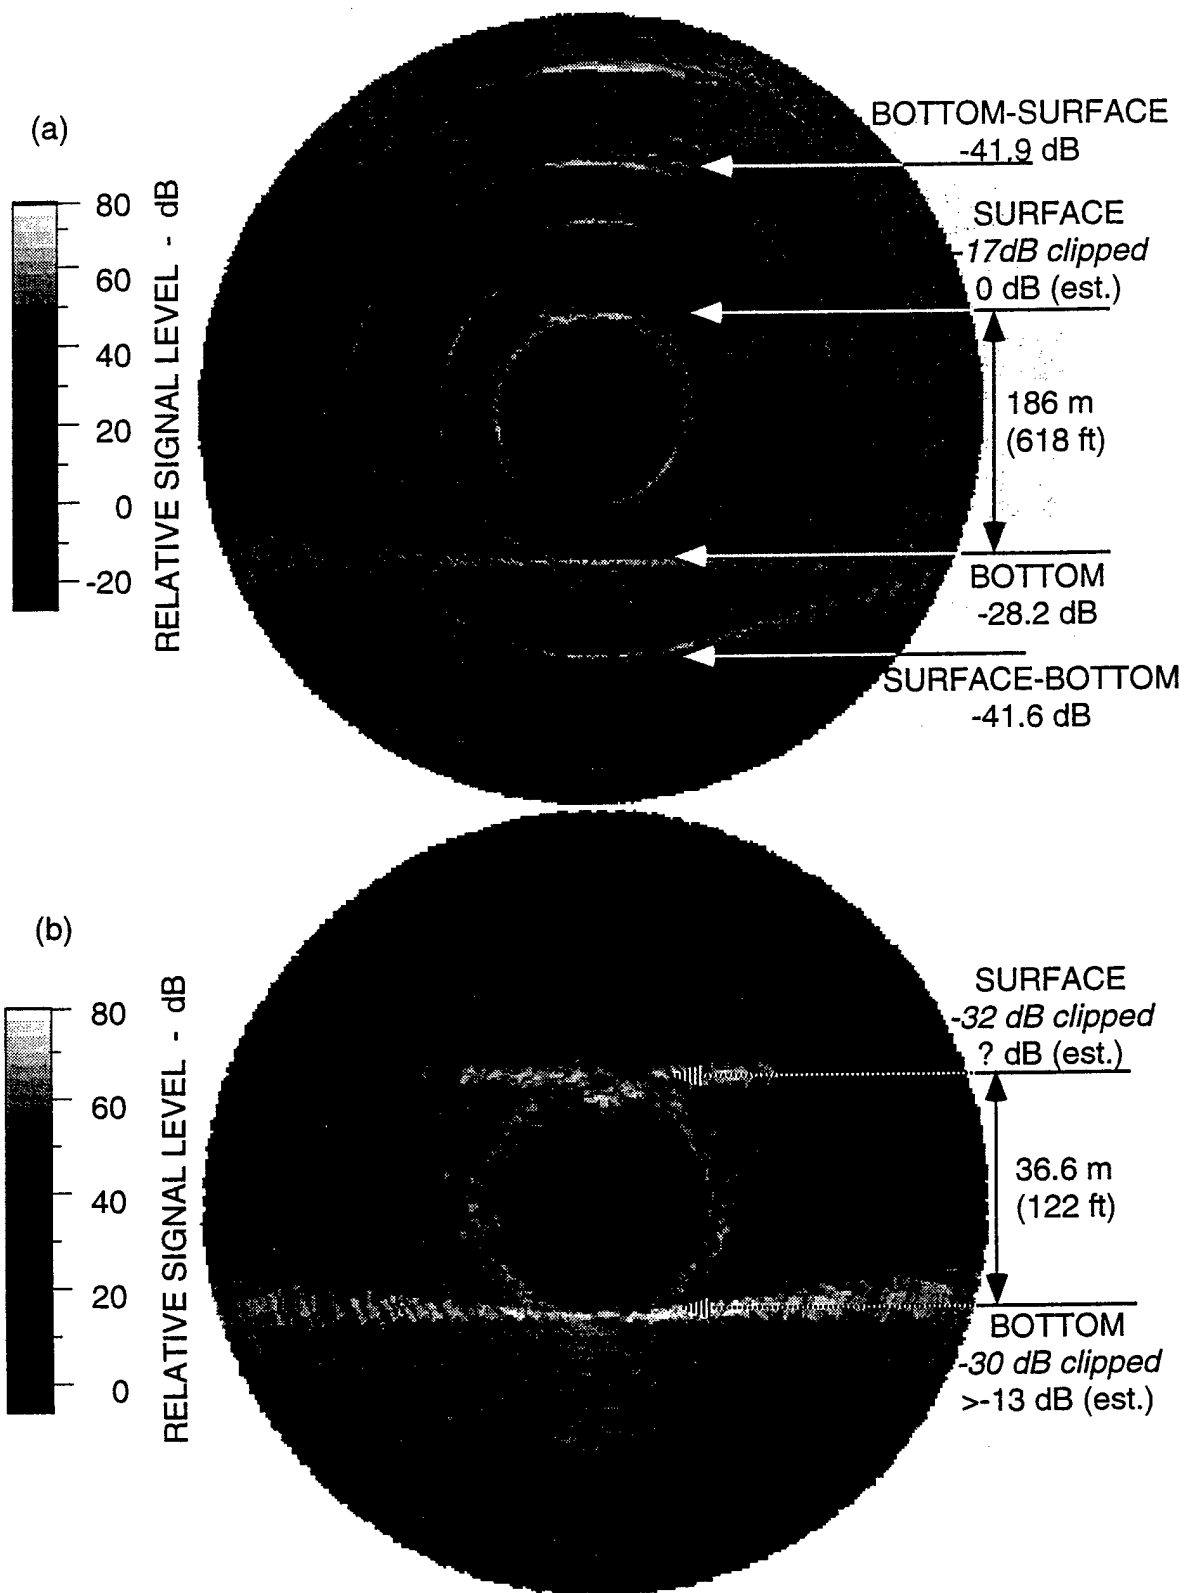 (a)
BOTTOM-SURFACE
-41.9 dB
80
60
40
20
0
-20
RELATIVE SIGNAL LEVEL - dB
SURFACE
-17dB clipped
0 dB (est.)
186 m
(618 ft)
BOTTOM
-28.2 dB
SURFACE-BOTTOM
-41.6 dB
(b)
80
60
40
20
0
RELATIVE SIGNAL LEVEL - dB
SURFACE
-32 dB clipped
? dB (est.)
36.6 m
(122 ft)
BOTTOM
-30 dB clipped
>-13 dB (est.)